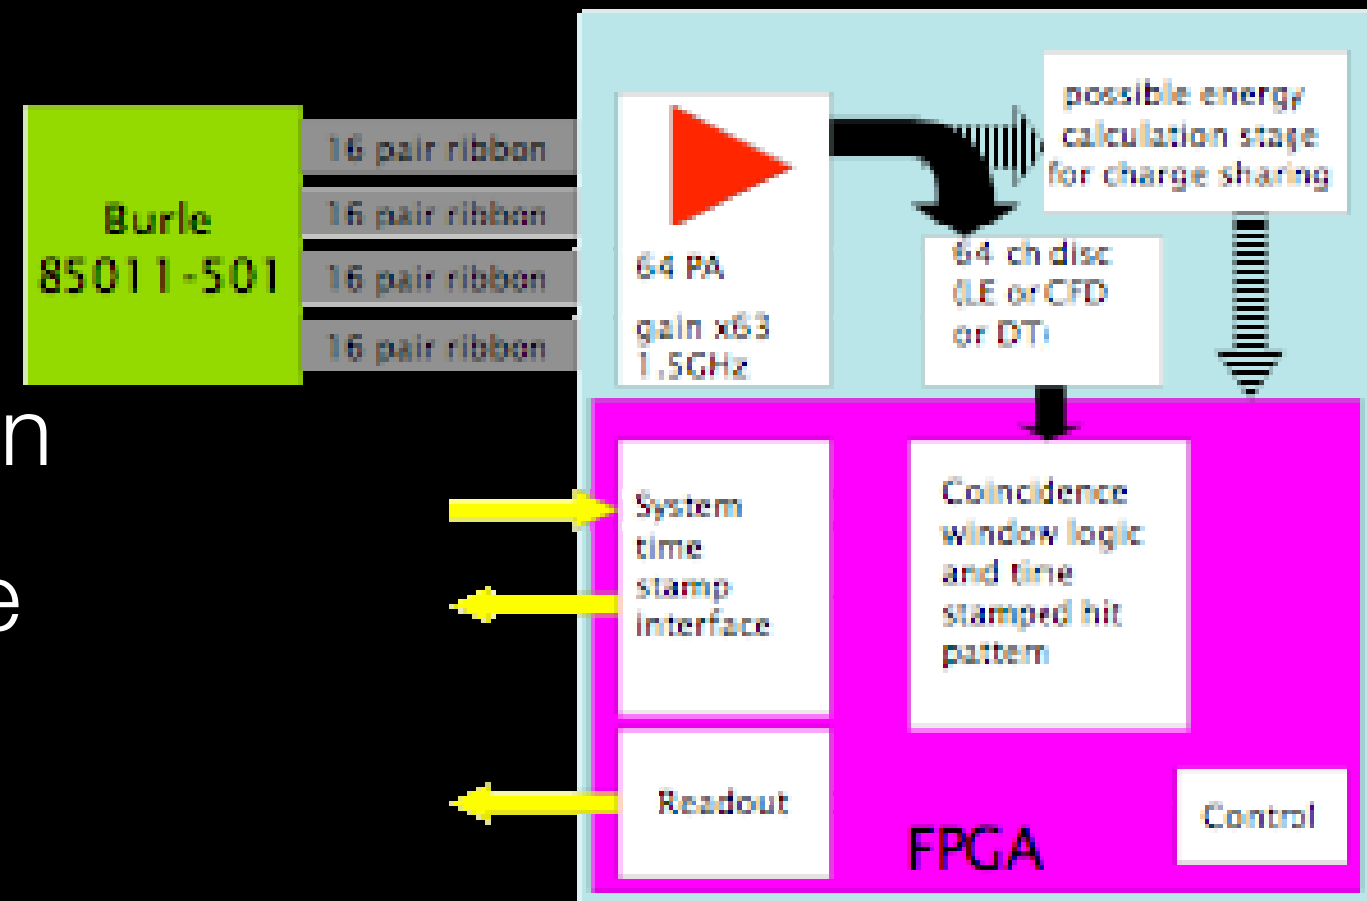 Burle
85011-501
16 pair ribbon
16 pair ribbon
16 pair ribbon
16 pair ribbon
64 PA
gain x63
1.5GHz
possible energy
calculation stage
for charge sharing
64 ch disc
(LE or CFD
or DT)
n
e
System
time
stamp
interface
Coincidence
window logic
and time
stamped hit
pattern
Readout
FPGA
Control